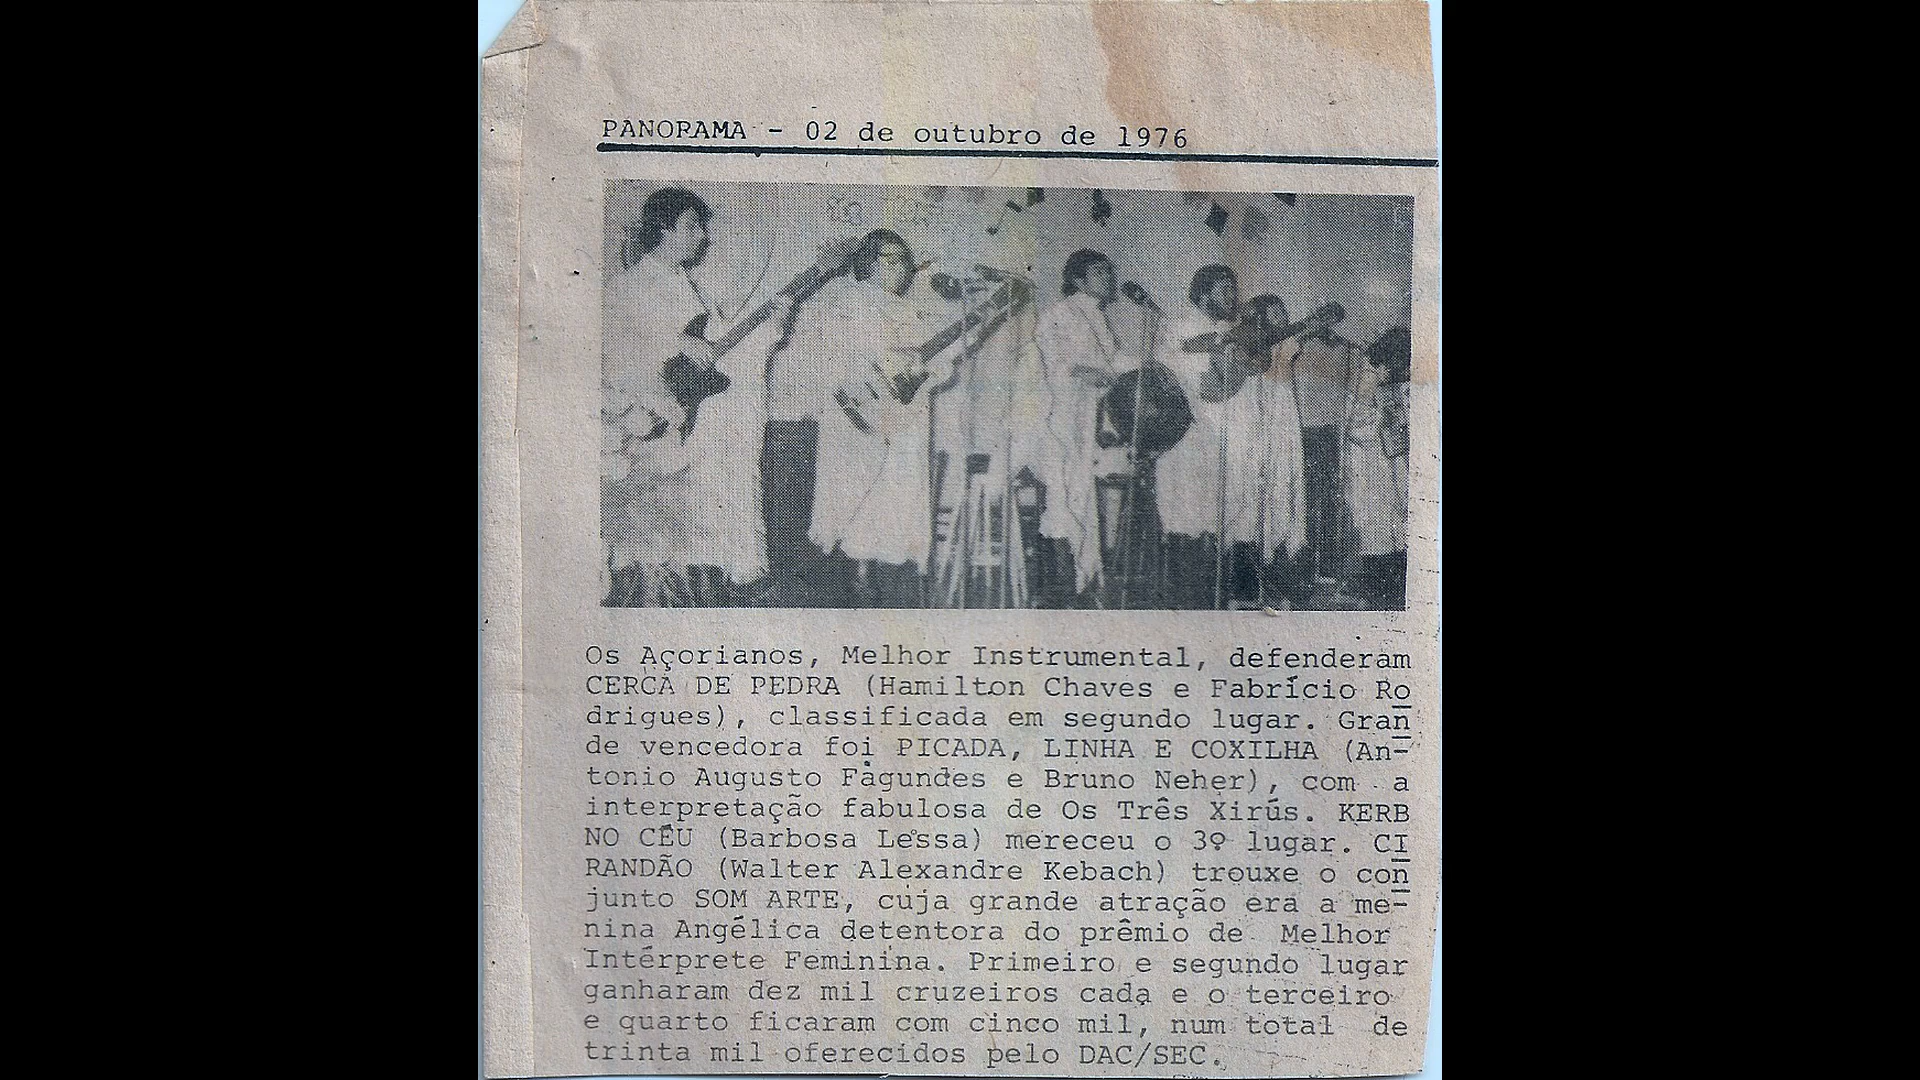 PANORAMA - 02 de outubro de 1976
Os Açorianos, Melhor Instrumental, defenderam
CERCA DE PEDRA (Hamilton Chaves e Fabrício Ro
drigues), classificada em segundo lugar. Gran
de vencedora foi PICADA, LINHA E COXILHA (An-
tonio Augusto Fagundes e Bruno Neher), com a
interpretação fabulosa de Os Três Xirús. KERB
NO CÉU (Barbosa Lessa) mereceu o 3º lugar. CI
RANDÃO (Walter Alexandre Kebach) trouxe o con
junto SOM ARTE, cuja grande atração era a me-
nina Angélica detentora do prêmio de Melhor
Intérprete Feminina. Primeiro e segundo lugar
ganharam dez mil cruzeiros cada e o terceiro
e quarto ficaram com cinco mil, num total de
trinta mil oferecidos pelo DAC/SEC.